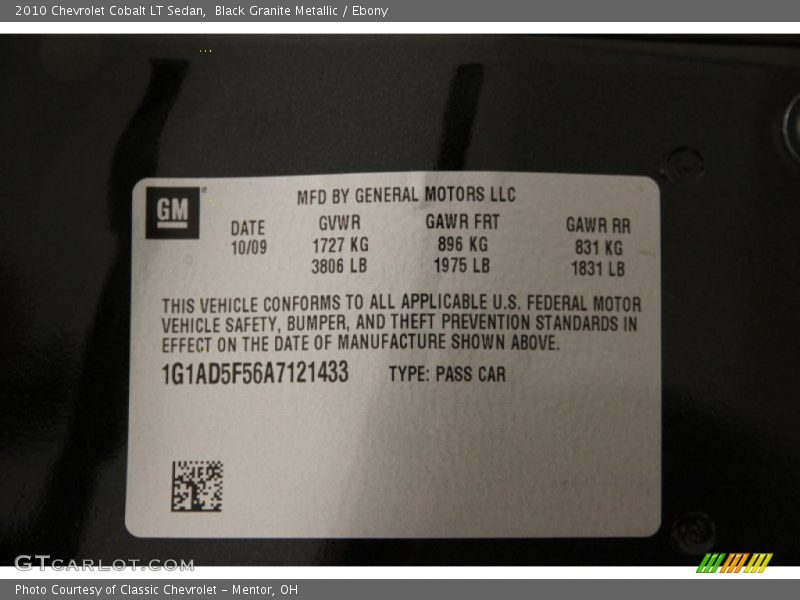 2010 Chevrolet Cobalt LT Sedan,  Black Granite Metallic / Ebony
GM
MFD BY GENERAL MOTORS LLC
DATE GVWR GAWR FRT GAWR RR
10/09 1727 KG 896 KG 831 KG
3806 LB 1975 LB 1831 LB
THIS VEHICLE CONFORMS TO ALL APPLICABLE U.S. FEDERAL MOTOR
VEHICLE SAFETY, BUMPER, AND THEFT PREVENTION STANDARDS IN
EFFECT ON THE DATE OF MANUFACTURE SHOWN ABOVE.
1G1AD5F56A7121433 TYPE: PASS CAR
GTCARLOT.COM
Photo Courtesy of Classic Chevrolet - Mentor, OH